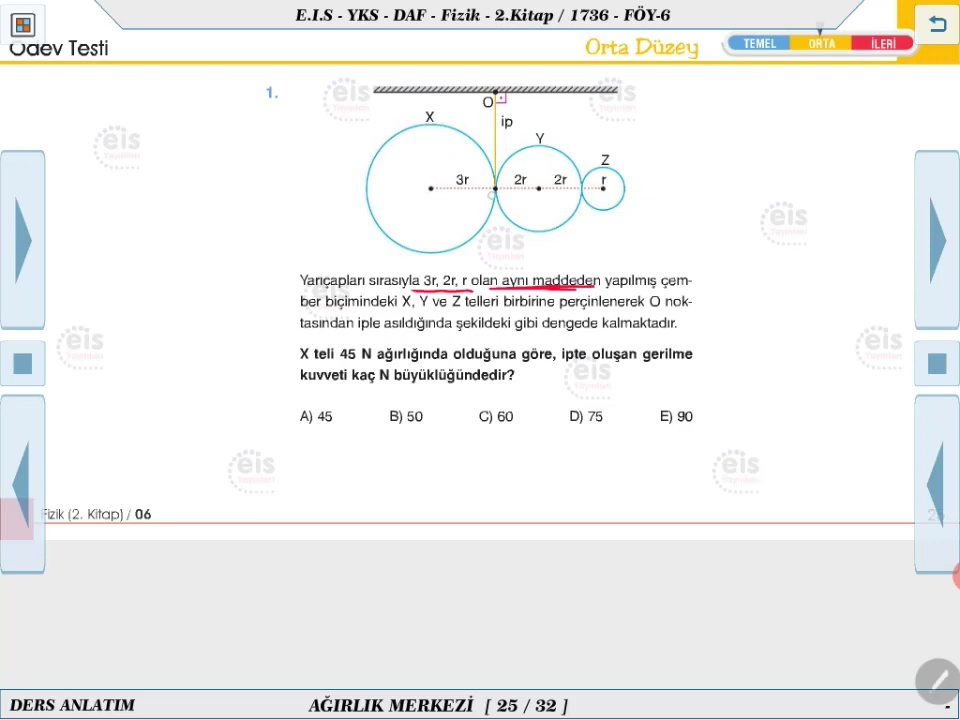 E.I.S - YKS - DAF - Fizik - 2.Kitap / 1736 - FÖY-6
Ödev Testi
Orta Düzey
TEMEL ORTA İLERİ
1.
O
ip
X
Y
Z
3r 2r 2r r
Yarıçapları sırasıyla 3r, 2r, r olan aynı maddeden yapılmış çem-
ber biçimindeki X, Y ve Z telleri birbirine perçinlenerek O nok-
tasından iple asıldığında şekildeki gibi dengede kalmaktadır.
X teli 45 N ağırlığında olduğuna göre, ipte oluşan gerilme
kuvveti kaç N büyüklüğündedir?
A) 45 B) 50 C) 60 D) 75 E) 90
eis
Yayınları
Fizik (2. Kitap) / 06
DERS ANLATIM
AĞIRLIK MERKEZİ [ 25 / 32 ]
-